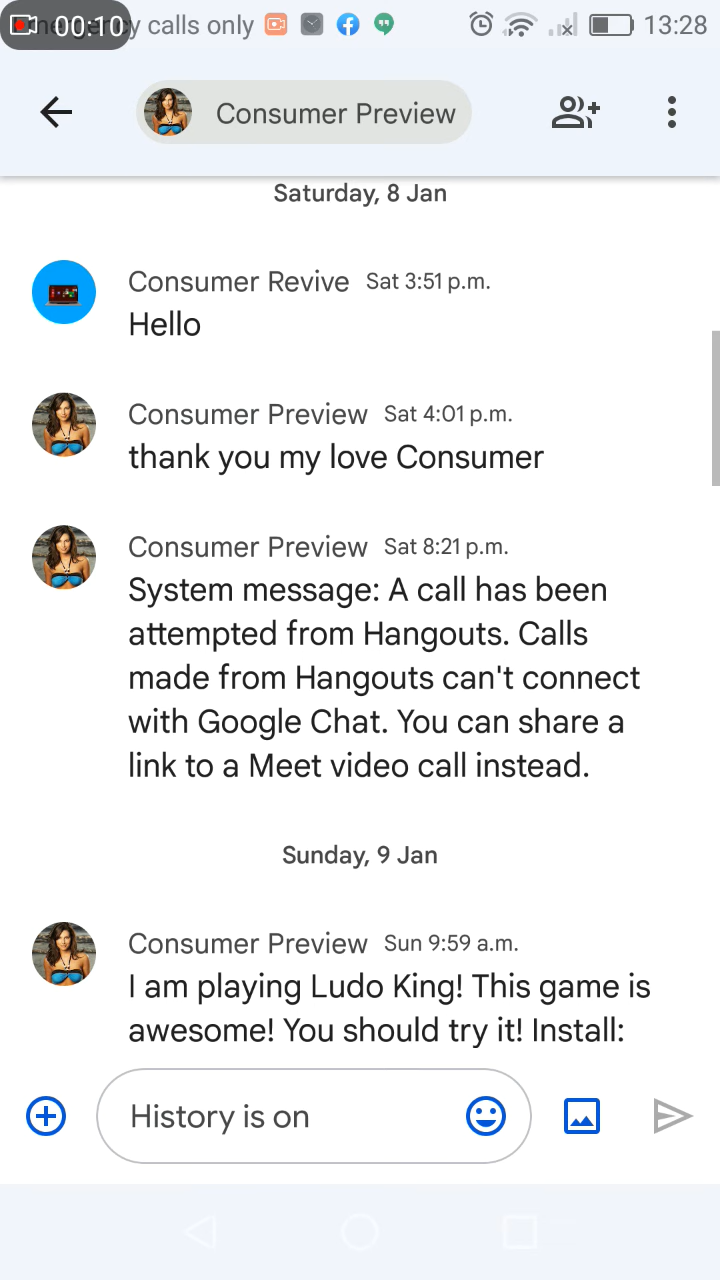 Emergency calls only 13:28
00:10
Consumer Preview
Saturday, 8 Jan
Consumer Revive Sat 3:51 p.m.
Hello
Consumer Preview Sat 4:01 p.m.
thank you my love Consumer
Consumer Preview Sat 8:21 p.m.
System message: A call has been
attempted from Hangouts. Calls
made from Hangouts can't connect
with Google Chat. You can share a
link to a Meet video call instead.
Sunday, 9 Jan
Consumer Preview Sun 9:59 a.m.
I am playing Ludo King! This game is
awesome! You should try it! Install:
History is on